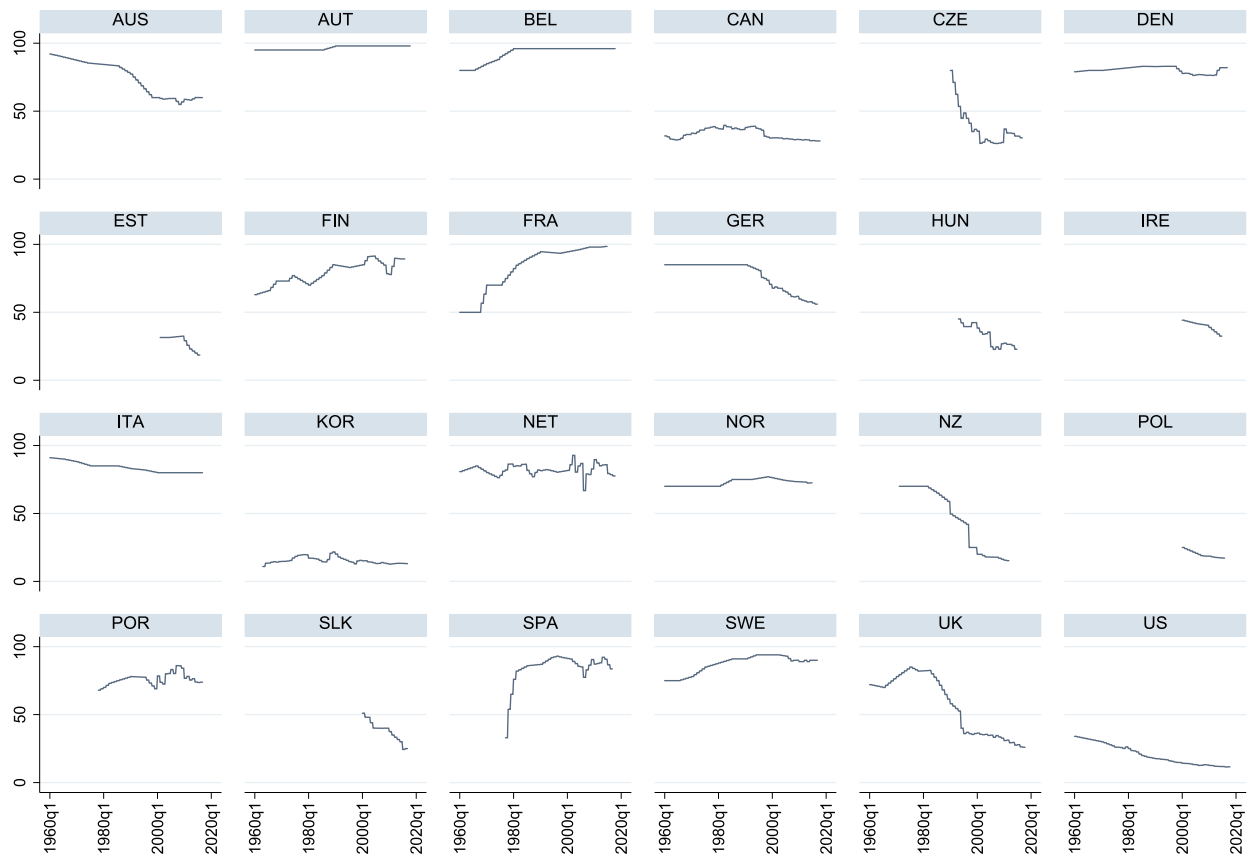 AUS AUT BEL CAN CZE DEN
100
50
0
EST FIN FRA GER HUN IRE
100
50
0
ITA KOR NET NOR NZ POL
100
50
0
POR SLK SPA SWE UK US
100
50
0
1960q1 1980q1 2000q1 2020q1 1960q1 1980q1 2000q1 2020q1 1960q1 1980q1 2000q1 2020q1 1960q1 1980q1 2000q1 2020q1 1960q1 1980q1 2000q1 2020q1 1960q1 1980q1 2000q1 2020q1